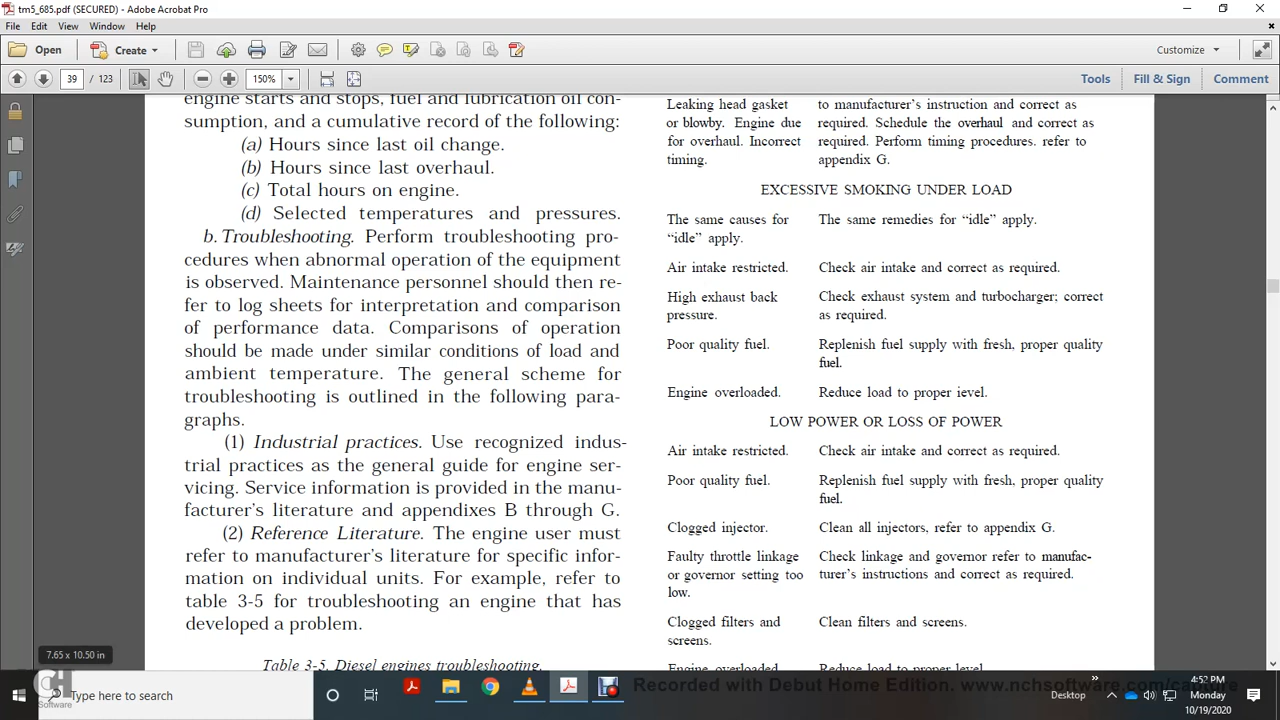 tm5_685.pdf (SECURED) - Adobe Acrobat Pro
File Edit View Window Help
Open Create Customize
39 / 123 150% Tools Fill & Sign Comment
engine starts and stops, fuel and lubrication oil con-
sumption, and a cumulative record of the following:
(a) Hours since last oil change.
(b) Hours since last overhaul.
(c) Total hours on engine.
(d) Selected temperatures and pressures.
b. Troubleshooting. Perform troubleshooting pro-
cedures when abnormal operation of the equipment
is observed. Maintenance personnel should then re-
fer to log sheets for interpretation and comparison
of performance data. Comparisons of operation
should be made under similar conditions of load and
ambient temperature. The general scheme for
troubleshooting is outlined in the following para-
graphs.
(1) Industrial practices. Use recognized indus-
trial practices as the general guide for engine ser-
vicing. Service information is provided in the manu-
facturer's literature and appendixes B through G.
(2) Reference Literature. The engine user must
refer to manufacturer's literature for specific infor-
mation on individual units. For example, refer to
table 3-5 for troubleshooting an engine that has
developed a problem.
Table 3-5. Diesel engines troubleshooting.
Leaking head gasket to manufacturer's instruction and correct as
or blowby. Engine due required. Schedule the overhaul and correct as
for overhaul. Incorrect required. Perform timing procedures. refer to
timing. appendix G.
EXCESSIVE SMOKING UNDER LOAD
The same causes for The same remedies for "idle" apply.
"idle" apply.
Air intake restricted. Check air intake and correct as required.
High exhaust back Check exhaust system and turbocharger; correct
pressure. as required.
Poor quality fuel. Replenish fuel supply with fresh, proper quality
fuel.
Engine overloaded. Reduce load to proper ievel.
LOW POWER OR LOSS OF POWER
Air intake restricted. Check air intake and correct as required.
Poor quality fuel. Replenish fuel supply with fresh, proper quality
fuel.
Clogged injector. Clean all injectors, refer to appendix G.
Faulty throttle linkage Check linkage and governor refer to manufac-
or governor setting too turer's instructions and correct as required.
low.
Clogged filters and Clean filters and screens.
screens.
Engine overloaded. Reduce load to proper level.
7.65 x 10.50 in
CH
Software
Type here to search
Recorded with Debut Home Edition. www.nchsoftware.com/capture
Desktop
4:52 PM
Monday
10/19/2020